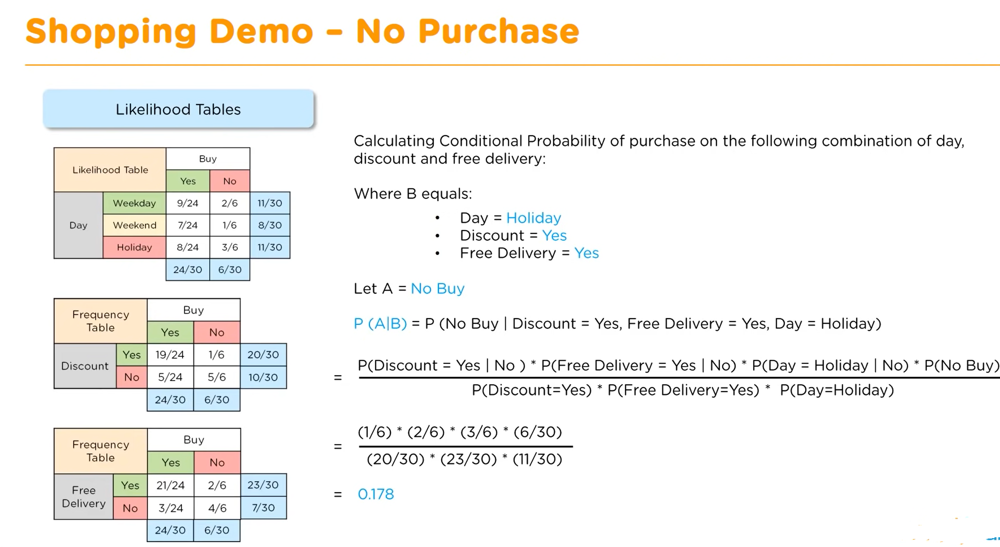 Shopping Demo – No Purchase
Likelihood Tables
Likelihood Table
Buy
Yes No
Day
Weekday 9/24 2/6 11/30
Weekend 7/24 1/6 8/30
Holiday 8/24 3/6 11/30
24/30 6/30
Frequency
Table
Buy
Yes No
Discount
Yes 19/24 1/6 20/30
No 5/24 5/6 10/30
24/30 6/30
Frequency
Table
Buy
Yes No
Free
Delivery
Yes 21/24 2/6 23/30
No 3/24 4/6 7/30
24/30 6/30
Calculating Conditional Probability of purchase on the following combination of day,
discount and free delivery:
Where B equals:
• Day = Holiday
• Discount = Yes
• Free Delivery = Yes
Let A = No Buy
P (A|B) = P (No Buy | Discount = Yes, Free Delivery = Yes, Day = Holiday)
= P(Discount = Yes | No ) * P(Free Delivery = Yes | No) * P(Day = Holiday | No) * P(No Buy)
P(Discount=Yes) * P(Free Delivery=Yes) * P(Day=Holiday)
= (1/6) * (2/6) * (3/6) * (6/30)
(20/30) * (23/30) * (11/30)
= 0.178